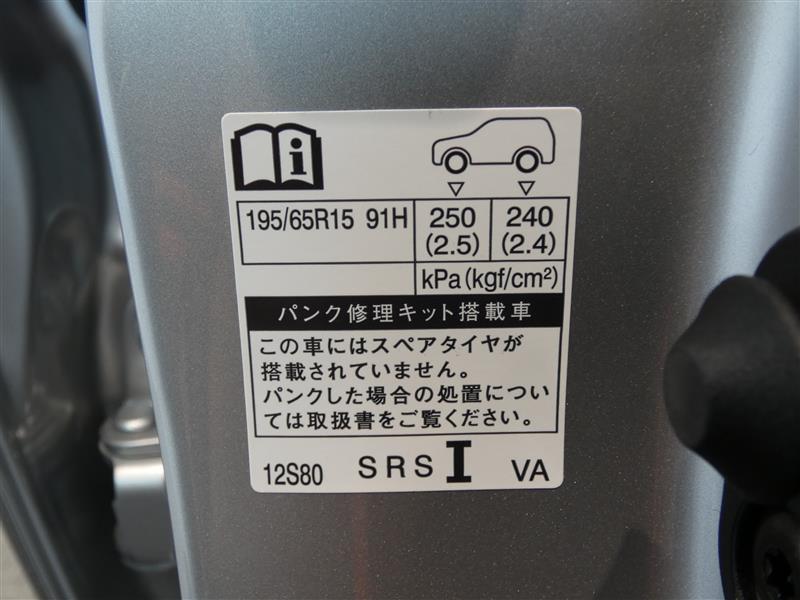 i
195/65R15 91H 250 (2.5) 240 (2.4)
kPa(kgf/cm²)
パンク修理キット搭載車
この車にはスペアタイヤが
搭載されていません。
パンクした場合の処置につい
ては取扱書をご覧ください。
12S80 SRS I VA